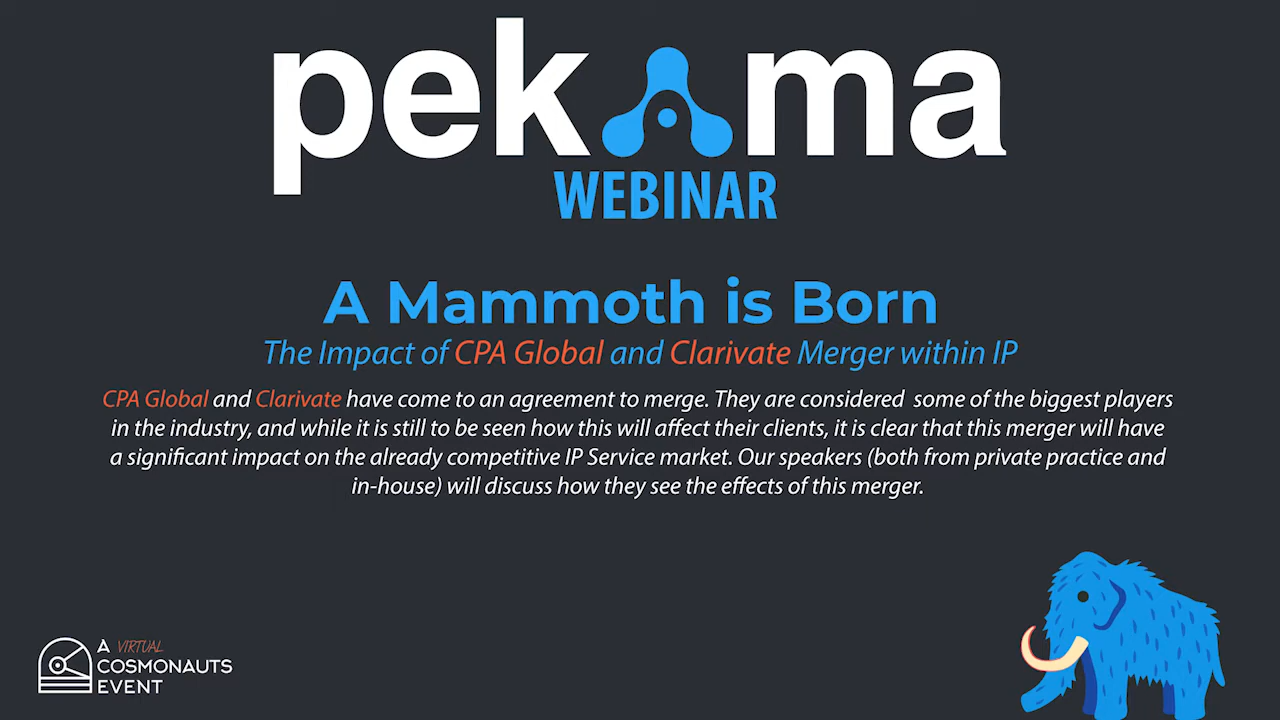 pekama
WEBINAR
A Mammoth is Born
The Impact of CPA Global and Clarivate Merger within IP
CPA Global and Clarivate have come to an agreement to merge. They are considered some of the biggest players
in the industry, and while it is still to be seen how this will affect their clients, it is clear that this merger will have
a significant impact on the already competitive IP Service market. Our speakers (both from private practice and
in-house) will discuss how they see the effects of this merger.
A VIRTUAL
COSMONAUTS
EVENT